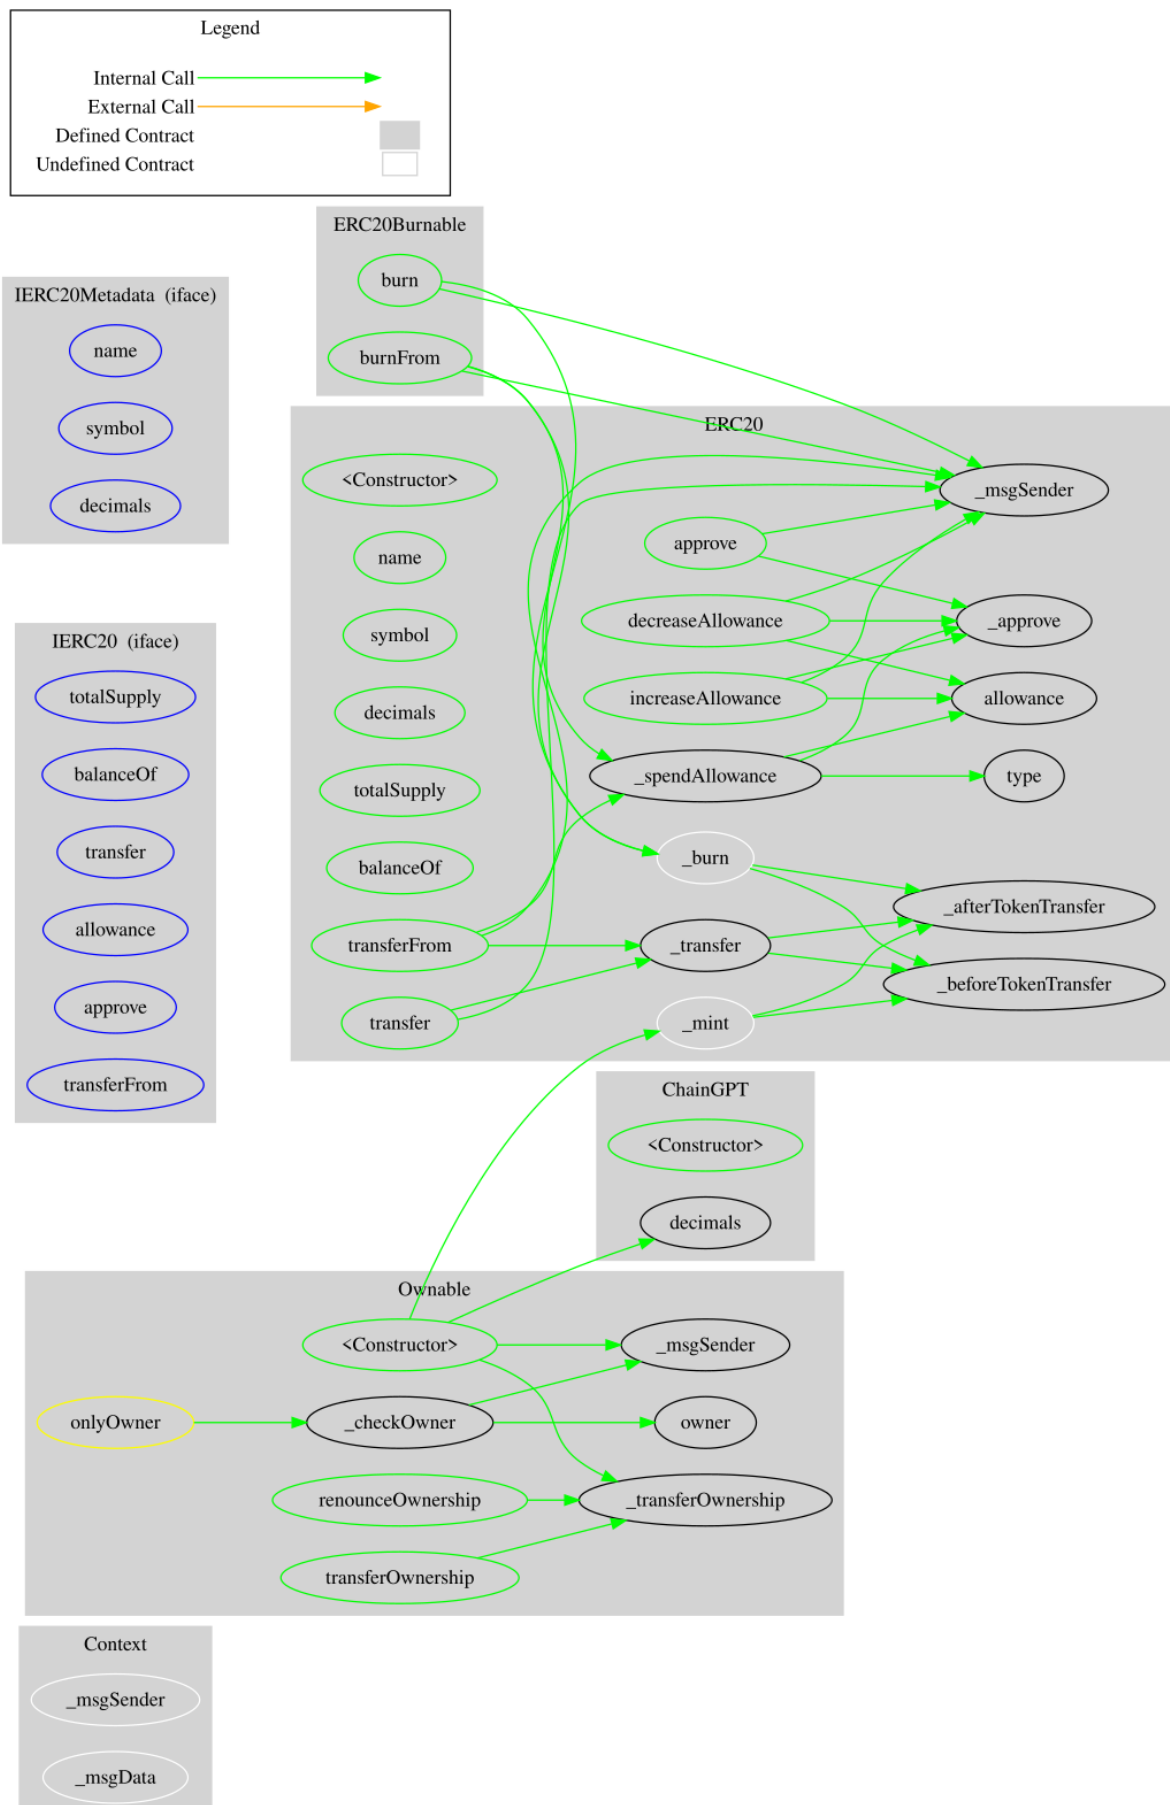 Legend
Internal Call
External Call
Defined Contract
Undefined Contract
ERC20Burnable
burn
burnFrom
IERC20Metadata (iface)
name
symbol
decimals
IERC20 (iface)
totalSupply
balanceOf
transfer
allowance
approve
transferFrom
ERC20
<Constructor>
name
symbol
decimals
totalSupply
balanceOf
transferFrom
transfer
approve
decreaseAllowance
increaseAllowance
_spendAllowance
_burn
_transfer
_mint
_msgSender
_approve
allowance
type
_afterTokenTransfer
_beforeTokenTransfer
ChainGPT
<Constructor>
decimals
Ownable
onlyOwner
<Constructor>
_checkOwner
renounceOwnership
transferOwnership
_msgSender
owner
_transferOwnership
Context
_msgSender
_msgData